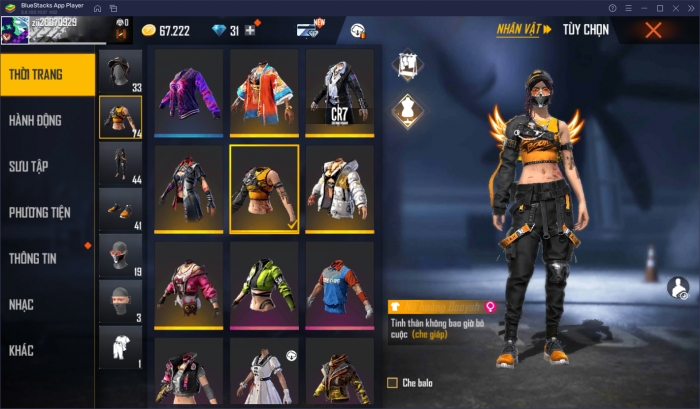 BlueStacks App Player
zii20670929
0
67.222
31
NEW
NHÂN VẬT
TÙY CHỌN
THỜI TRANG
HÀNH ĐỘNG
SƯU TẬP
PHƯƠNG TIỆN
THÔNG TIN
NHẠC
KHÁC
33
74
44
41
19
3
1
CR7
Tinh thần không bao giờ bỏ
cuộc (che giáp)
Che balo